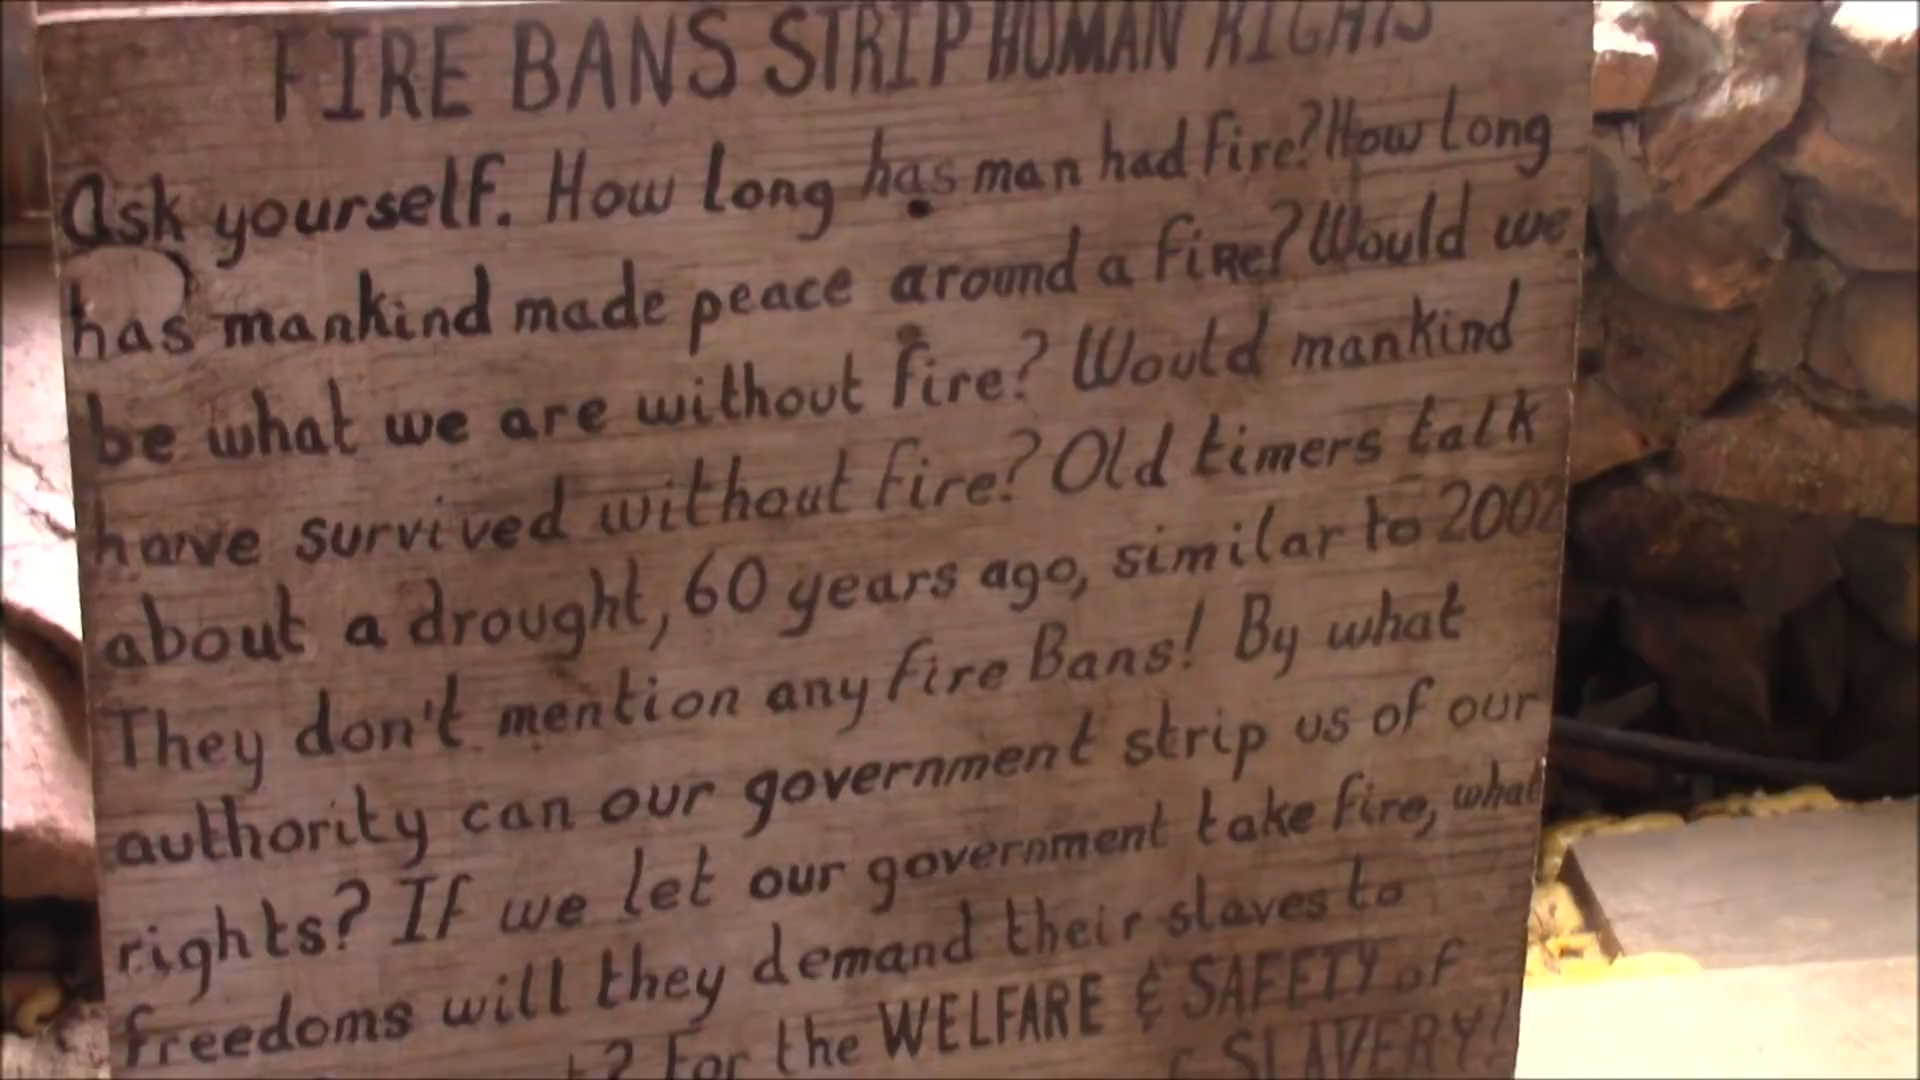 FIRE BANS STRIP HUMAN RIGHTS
Ask yourself. How long has man had fire? How long
has mankind made peace around a fire? Would we
be what we are without fire? Would mankind
have survived without fire? Old timers talk
about a drought, 60 years ago, similar to 2002
They don't mention any fire Bans! By what
authority can our government strip us of our
rights? If we let our government take fire, what
freedoms will they demand their slaves to
? For the WELFARE & SAFETY of
SLAVERY!